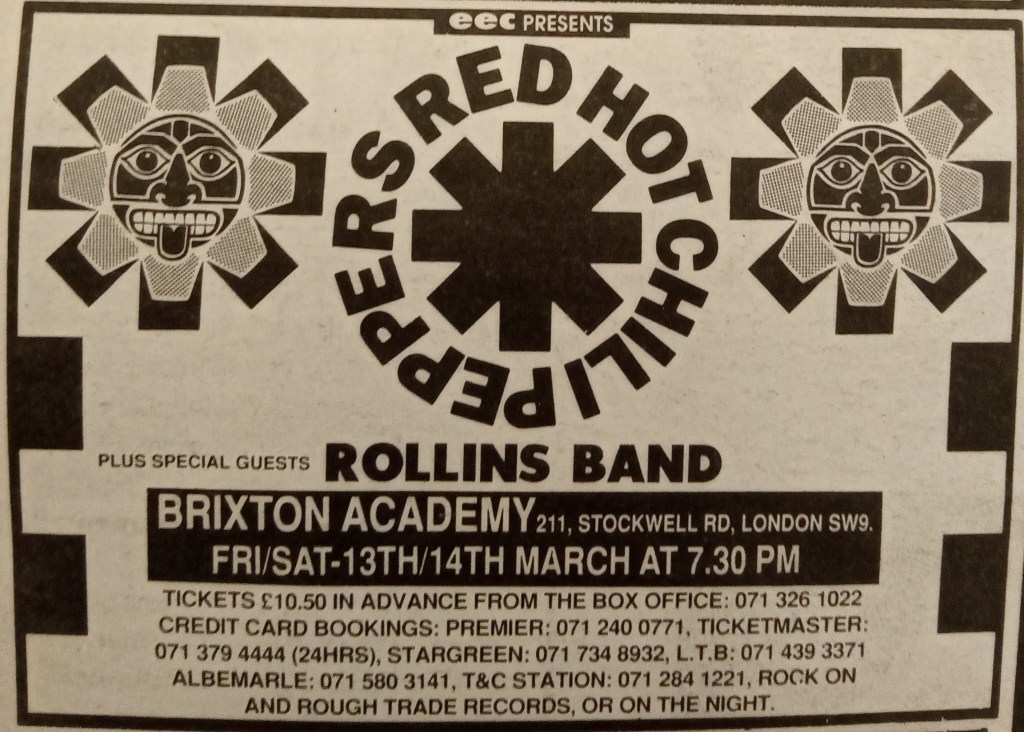 eec PRESENTS
RED HOT CHILI PEPPERS
PLUS SPECIAL GUESTS ROLLINS BAND
BRIXTON ACADEMY 211, STOCKWELL RD, LONDON SW9.
FRI/SAT-13TH/14TH MARCH AT 7.30 PM
TICKETS £10.50 IN ADVANCE FROM THE BOX OFFICE: 071 326 1022
CREDIT CARD BOOKINGS: PREMIER: 071 240 0771, TICKETMASTER:
071 379 4444 (24HRS), STARGREEN: 071 734 8932, L.T.B: 071 439 3371
ALBEMARLE: 071 580 3141, T&C STATION: 071 284 1221, ROCK ON
AND ROUGH TRADE RECORDS, OR ON THE NIGHT.